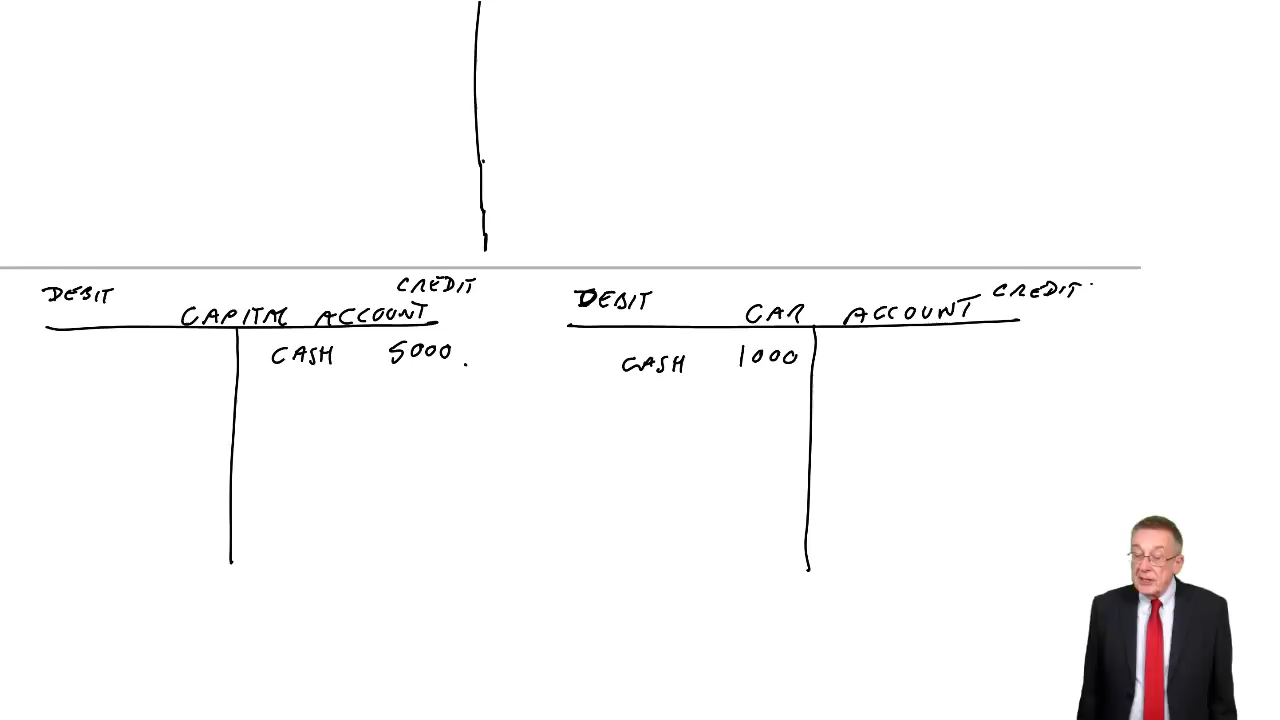 DEBIT CAPITAL ACCOUNT CREDIT
CASH 5000
DEBIT CAR ACCOUNT CREDIT
CASH 1000